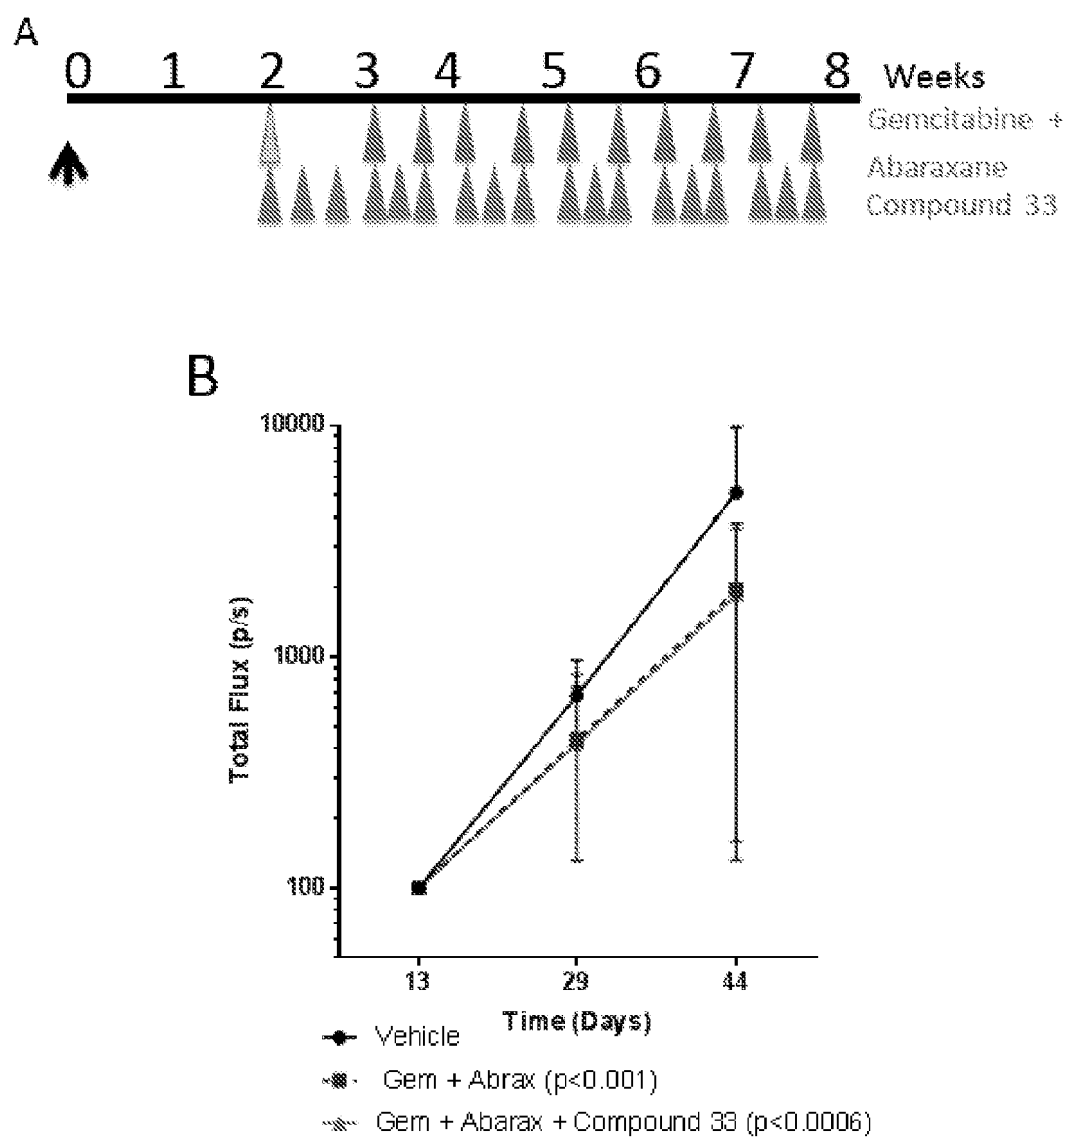 A
0 1 2 3 4 5 6 7 8 Weeks
Gemcitabine +
Abaraxane
Compound 33
B
10000
1000
100
Total Flux (p/s)
13 29 44
Time (Days)
Vehicle
Gem + Abrax (p<0.001)
Gem + Abarax + Compound 33 (p<0.0006)